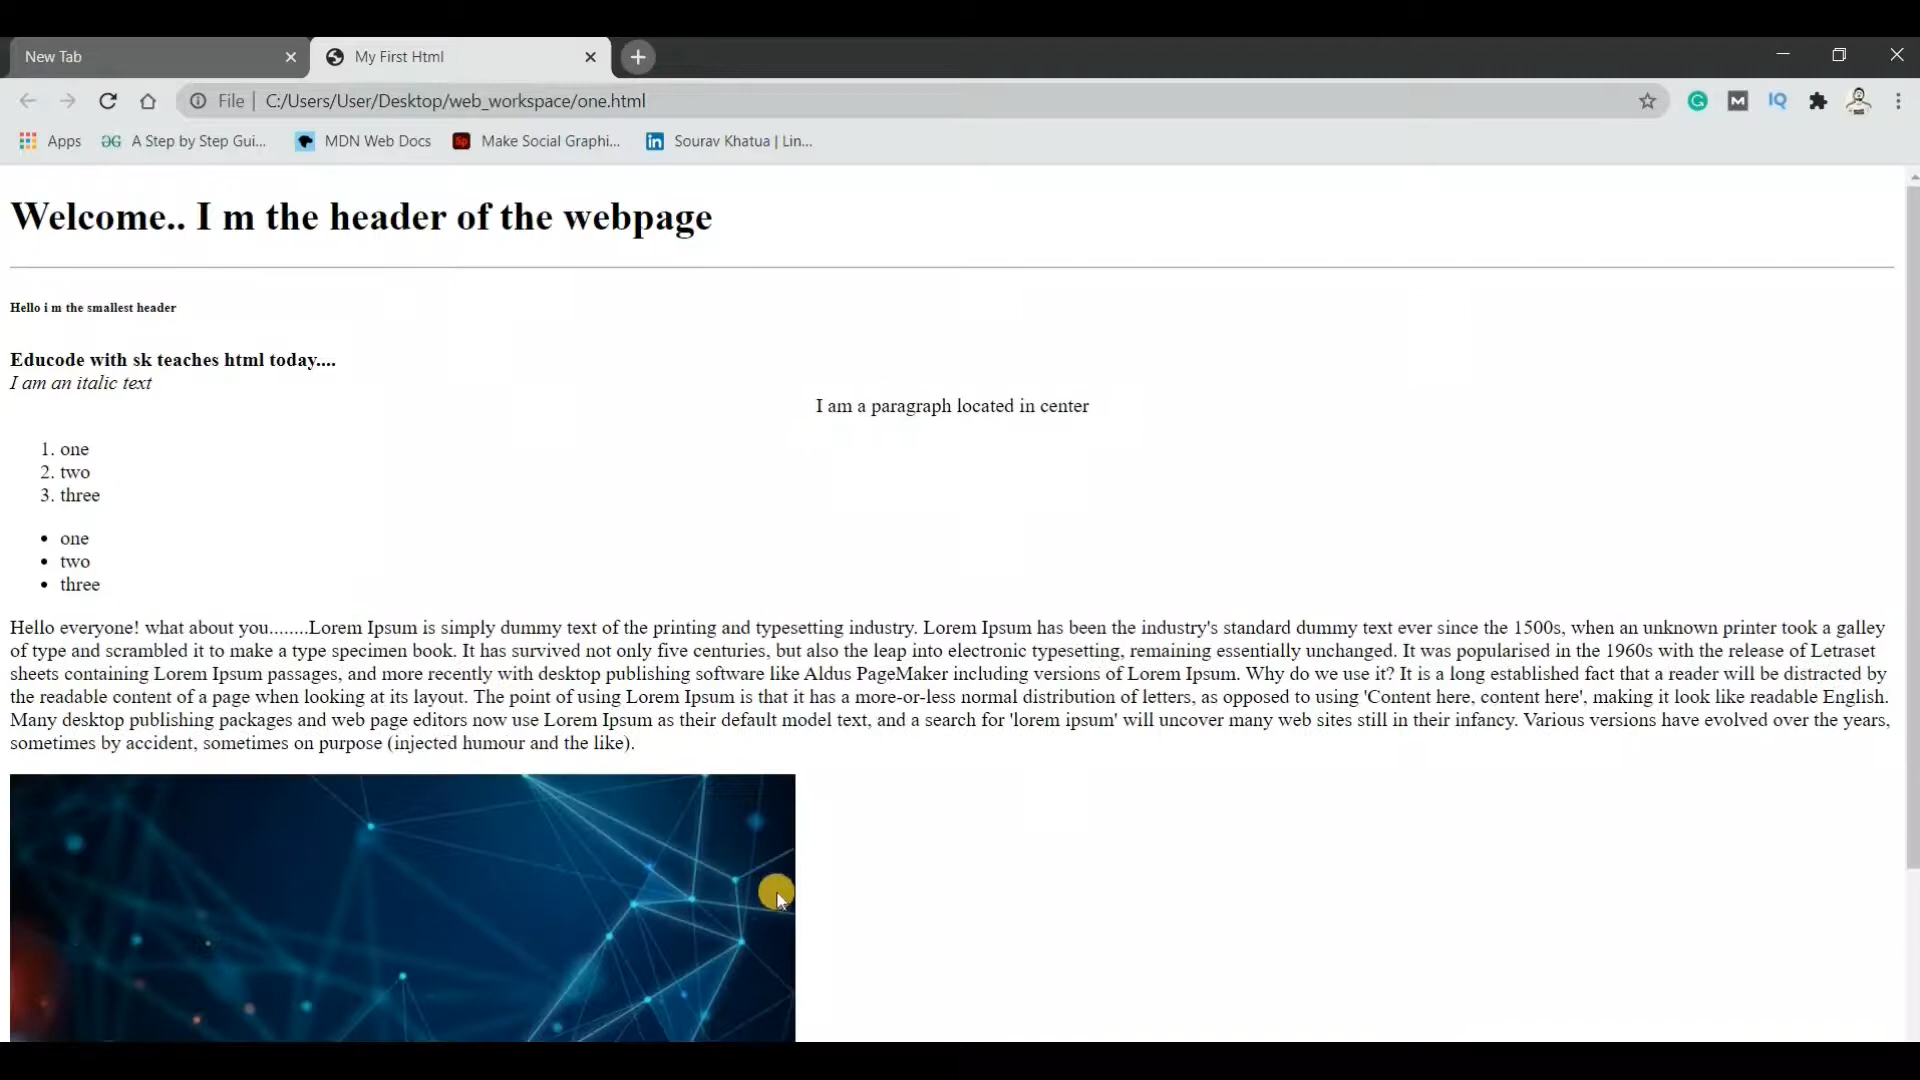 New Tab
My First Html
File
C:/Users/User/Desktop/web_workspace/one.html
Apps
A Step by Step Gui...
MDN Web Docs
Make Social Graphi...
Sourav Khatua | Lin...
Welcome.. I m the header of the webpage
Hello i m the smallest header
Educode with sk teaches html today....
I am an italic text
I am a paragraph located in center
1. one
2. two
3. three
• one
• two
• three
Hello everyone! what about you........Lorem Ipsum is simply dummy text of the printing and typesetting industry. Lorem Ipsum has been the industry's standard dummy text ever since the 1500s, when an unknown printer took a galley
of type and scrambled it to make a type specimen book. It has survived not only five centuries, but also the leap into electronic typesetting, remaining essentially unchanged. It was popularised in the 1960s with the release of Letraset
sheets containing Lorem Ipsum passages, and more recently with desktop publishing software like Aldus PageMaker including versions of Lorem Ipsum. Why do we use it? It is a long established fact that a reader will be distracted by
the readable content of a page when looking at its layout. The point of using Lorem Ipsum is that it has a more-or-less normal distribution of letters, as opposed to using 'Content here, content here', making it look like readable English.
Many desktop publishing packages and web page editors now use Lorem Ipsum as their default model text, and a search for 'lorem ipsum' will uncover many web sites still in their infancy. Various versions have evolved over the years,
sometimes by accident, sometimes on purpose (injected humour and the like).